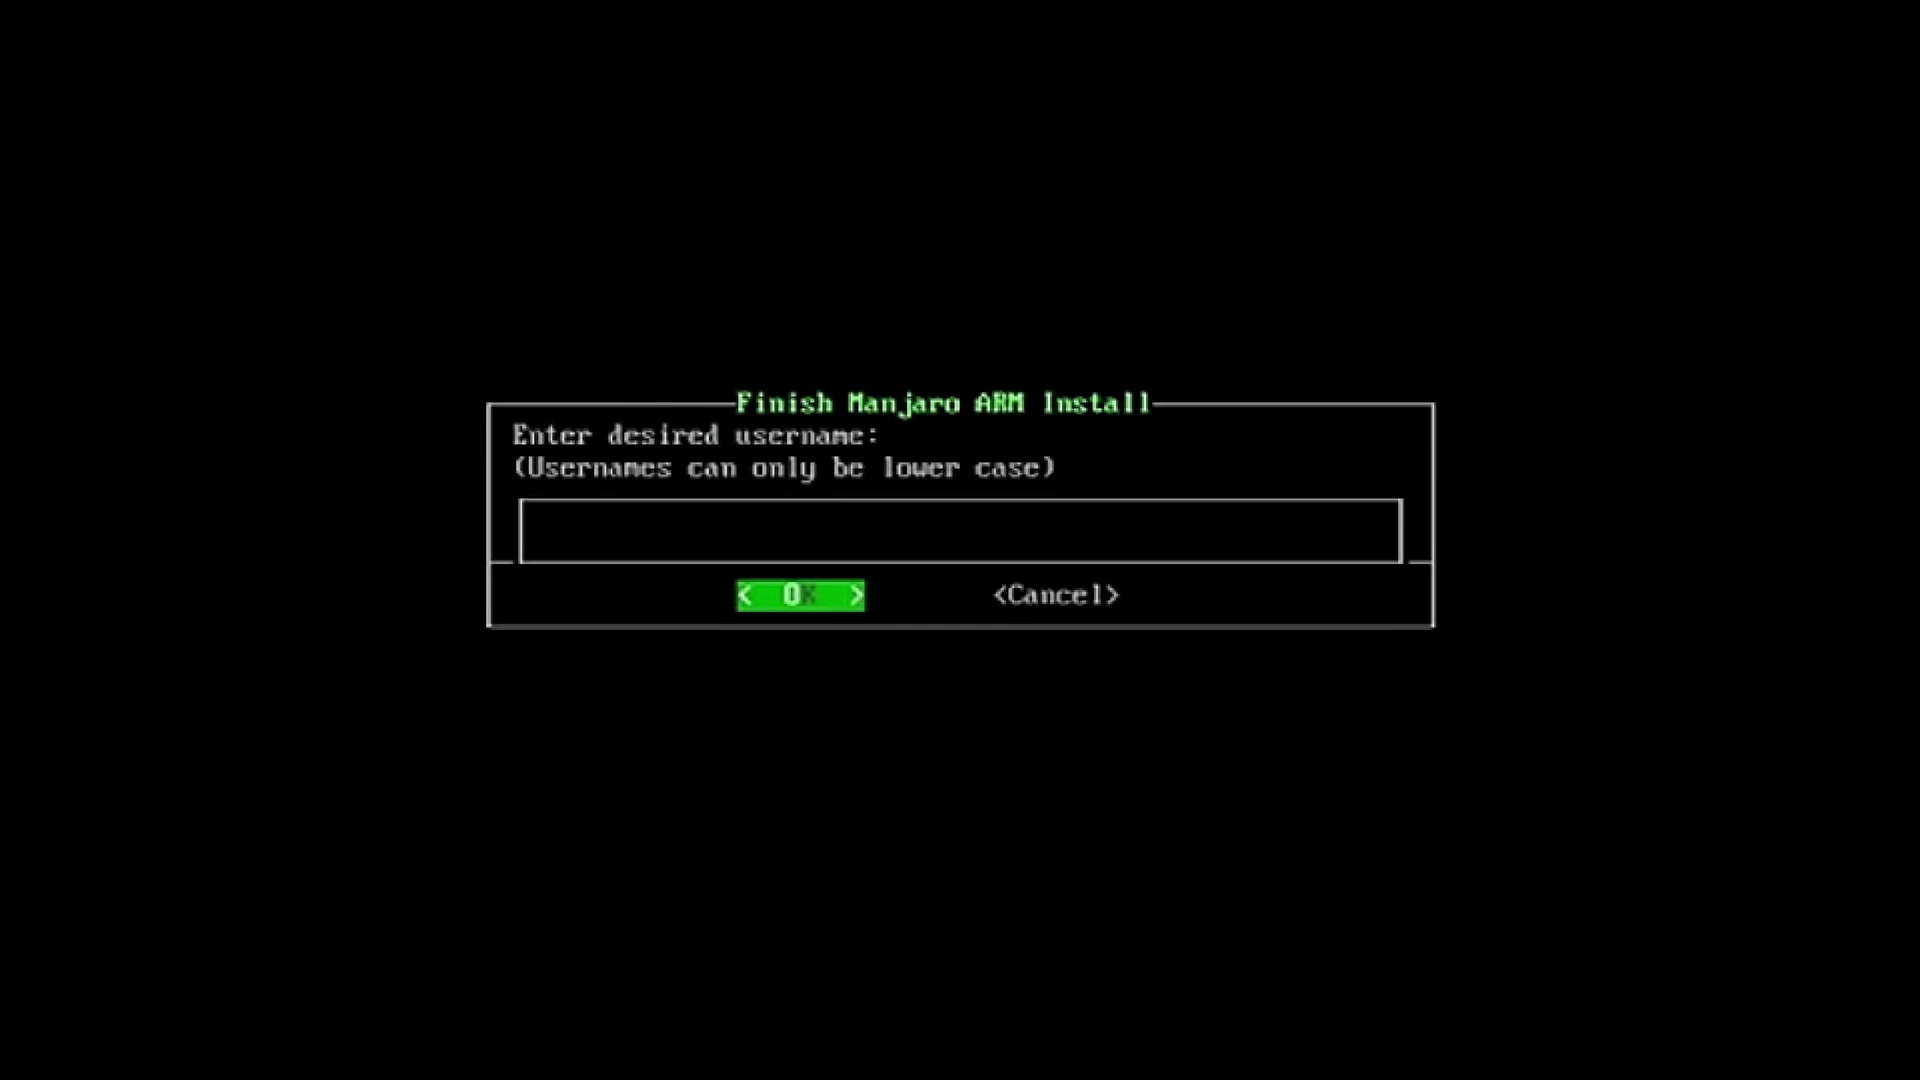 Finish Manjaro ARM Install
Enter desired username:
(Usernames can only be lower case)
< OK > <Cancel>